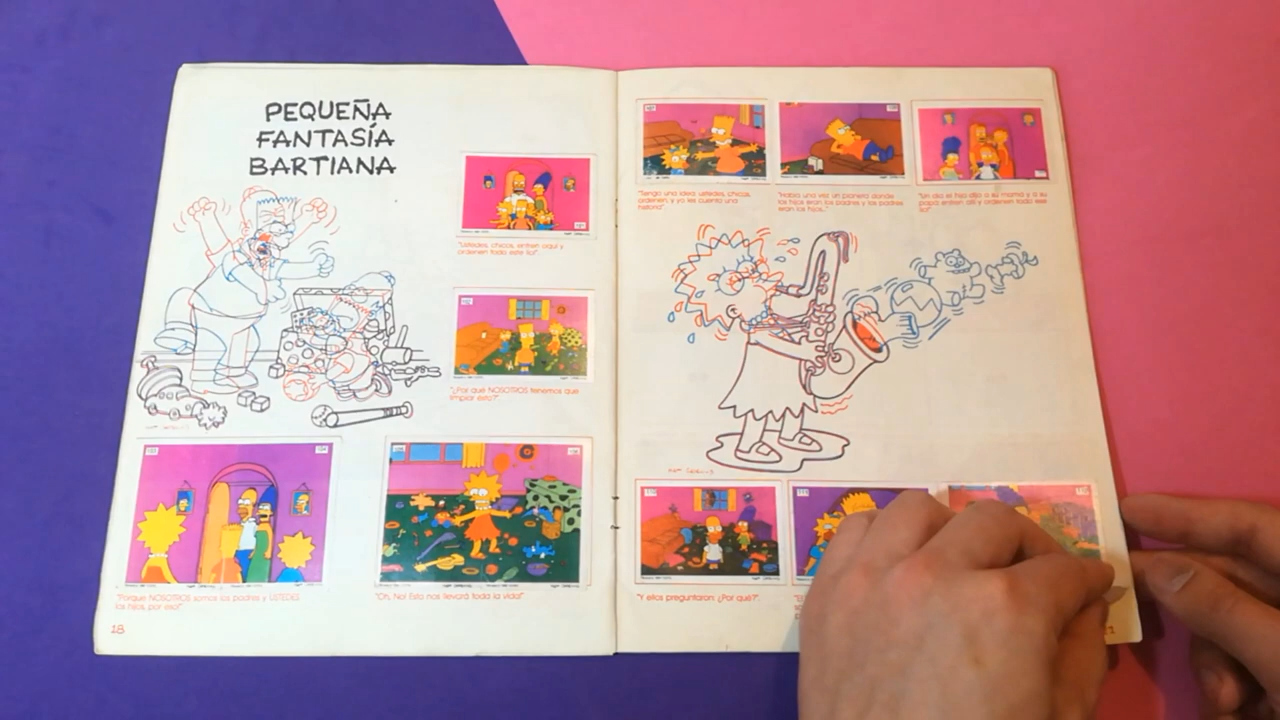 PEQUEÑA
FANTASÍA
BARTIANA
"Ustedes, chicos, entren aquí y
ordenen todo este lío".
"¿Por qué NOSOTROS tenemos que
limpiar esto?"
"Porque NOSOTROS somos los padres y USTEDES
los hijos, por eso".
"Oh, No! Esto nos llevará toda la vida!"
18
"Tengo una idea: ustedes, chicos,
ordenen y yo les cuento una
historia"
"Había una vez un planeta donde
los hijos eran los padres y los padres
eran los hijos..."
"Un día el hijo dijo a su mamá y a su
papá: entren allí y ordenen todo ese
lío"
"Y ellos preguntaron: ¿Por qué?".